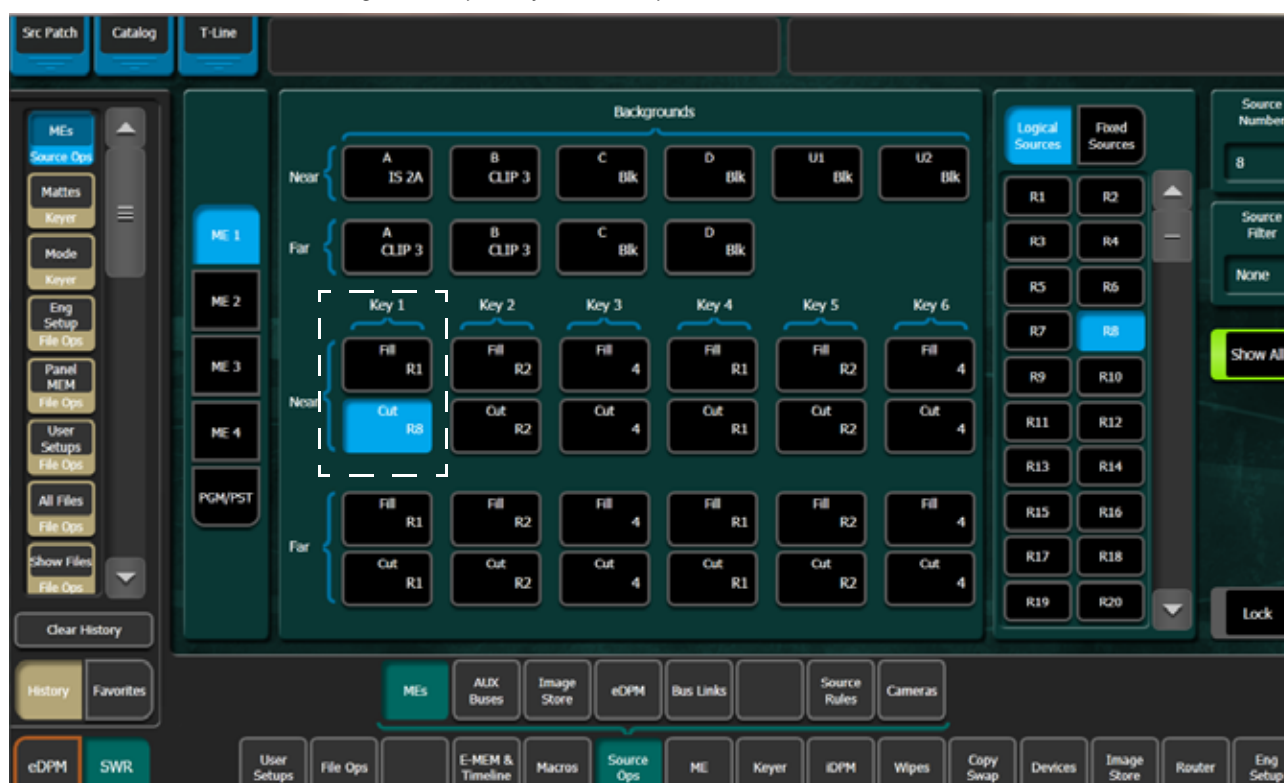 Src Patch
Catalog
T-Line
MEs
Source Ops
Mattes
Keyer
Mode
Keyer
Eng
Setup
File Ops
Panel
MEM
File Ops
User
Setups
File Ops
All Files
File Ops
Show Files
File Ops
Clear History
History
Favorites
ME 1
ME 2
ME 3
ME 4
PGM/PST
Backgrounds
Near
A
IS 2A
B
CLIP 3
C
Blk
D
Blk
U1
Blk
U2
Blk
Far
A
CLIP 3
B
CLIP 3
C
Blk
D
Blk
Key 1
Key 2
Key 3
Key 4
Key 5
Key 6
Near
Fill
R1
Fill
R2
Fill
4
Fill
R1
Fill
R2
Fill
4
Cut
R8
Cut
R2
Cut
4
Cut
R1
Cut
R2
Cut
4
Far
Fill
R1
Fill
R2
Fill
4
Fill
R1
Fill
R2
Fill
4
Cut
R1
Cut
R2
Cut
4
Cut
R1
Cut
R2
Cut
4
Logical
Sources
Fixed
Sources
R1
R2
R3
R4
R5
R6
R7
R8
R9
R10
R11
R12
R13
R14
R15
R16
R17
R18
R19
R20
Source
Number
8
Source
Filter
None
Show All
Lock
MEs
AUX
Buses
Image
Store
eDPM
Bus Links
Source
Rules
Cameras
eDPM
SWR
User
Setups
File Ops
E-MEM &
Timeline
Macros
Source
Ops
ME
Keyer
iDPM
Wipes
Copy
Swap
Devices
Image
Store
Router
Eng
Setup